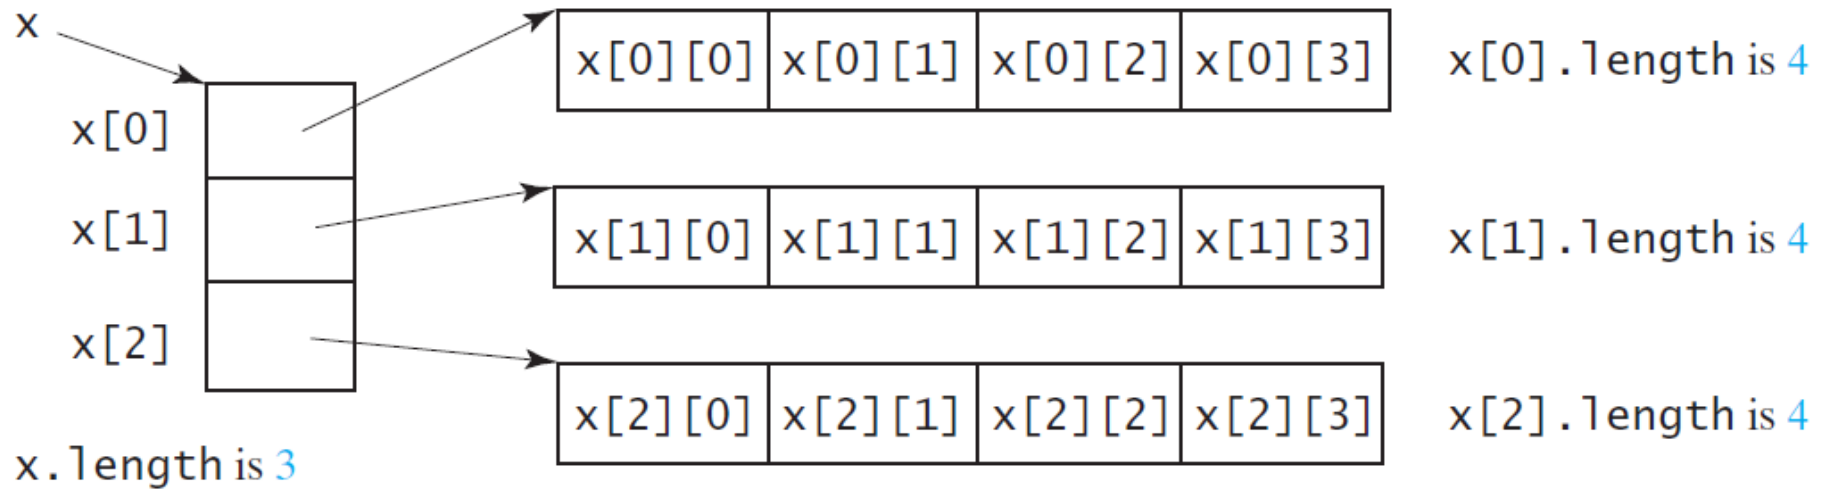 x
x[0][0] x[0][1] x[0][2] x[0][3] x[0].length is 4
x[0]
x[1]
x[1][0] x[1][1] x[1][2] x[1][3] x[1].length is 4
x[2]
x[2][0] x[2][1] x[2][2] x[2][3] x[2].length is 4
x.length is 3